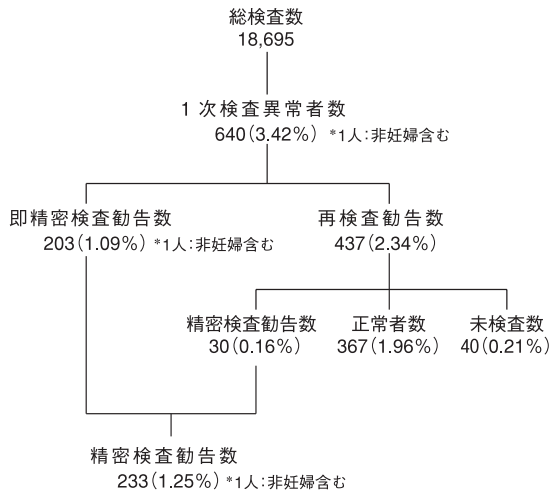 総検査数
18,695
1次検査異常者数
640(3.42%) *1人:非妊婦含む
即精密検査勧告数
203(1.09%) *1人:非妊婦含む
再検査勧告数
437(2.34%)
精密検査勧告数
30(0.16%)
正常者数
367(1.96%)
未検査数
40(0.21%)
精密検査勧告数
233(1.25%) *1人:非妊婦含む